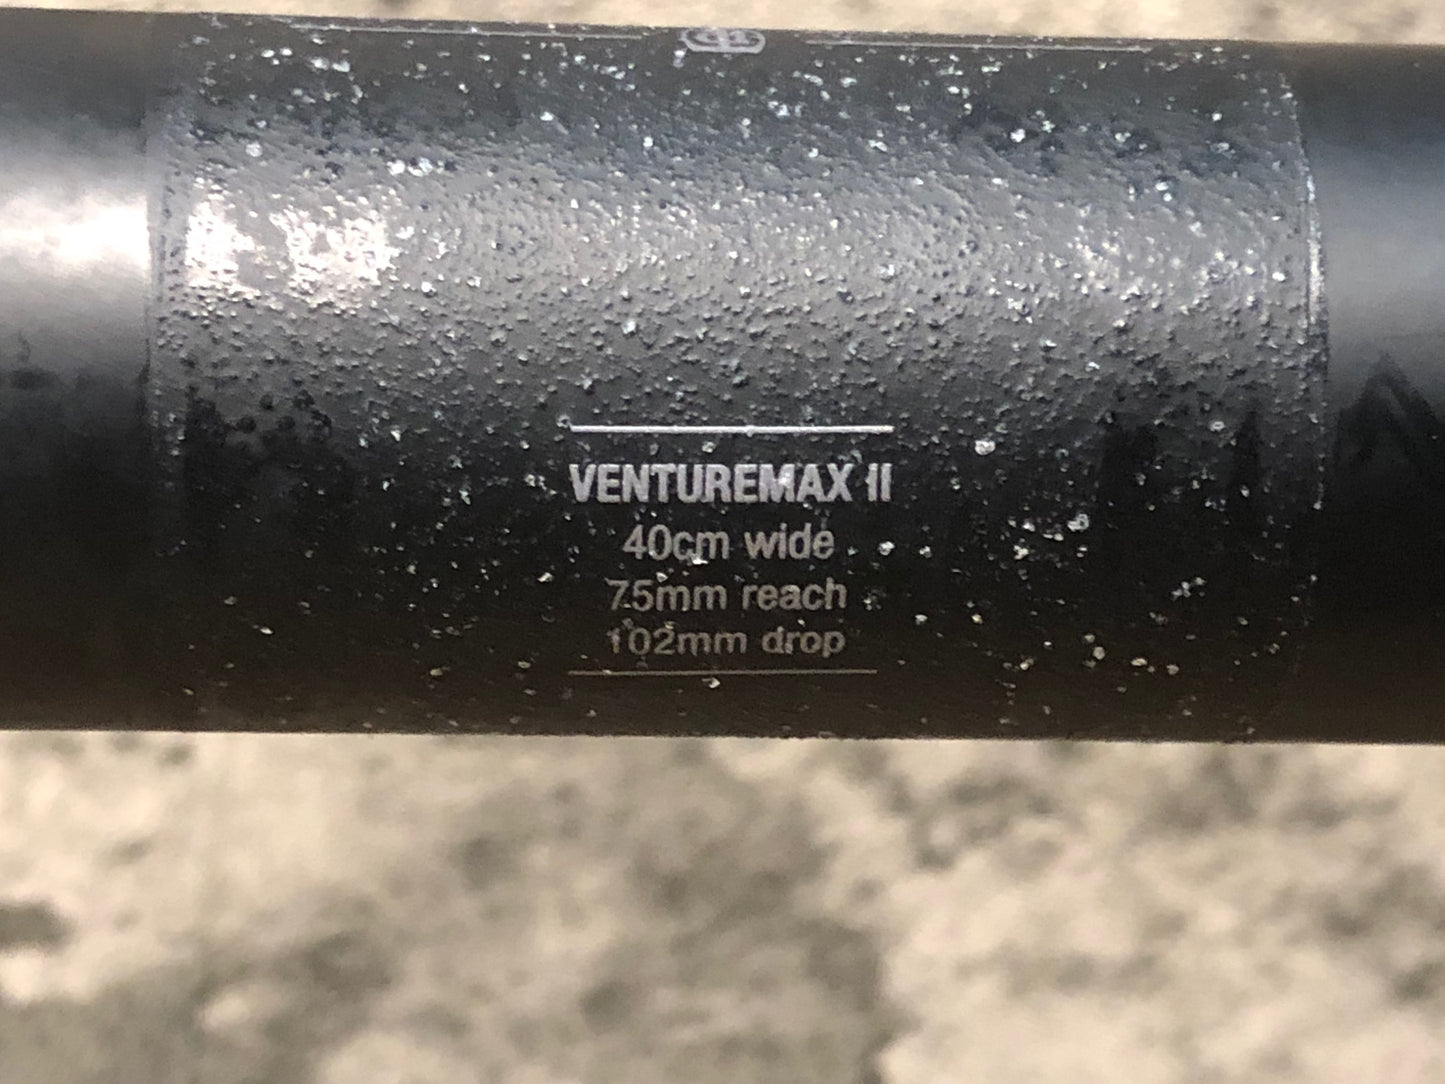 VENTUREMAX II
40cm wide
75mm reach
102mm drop